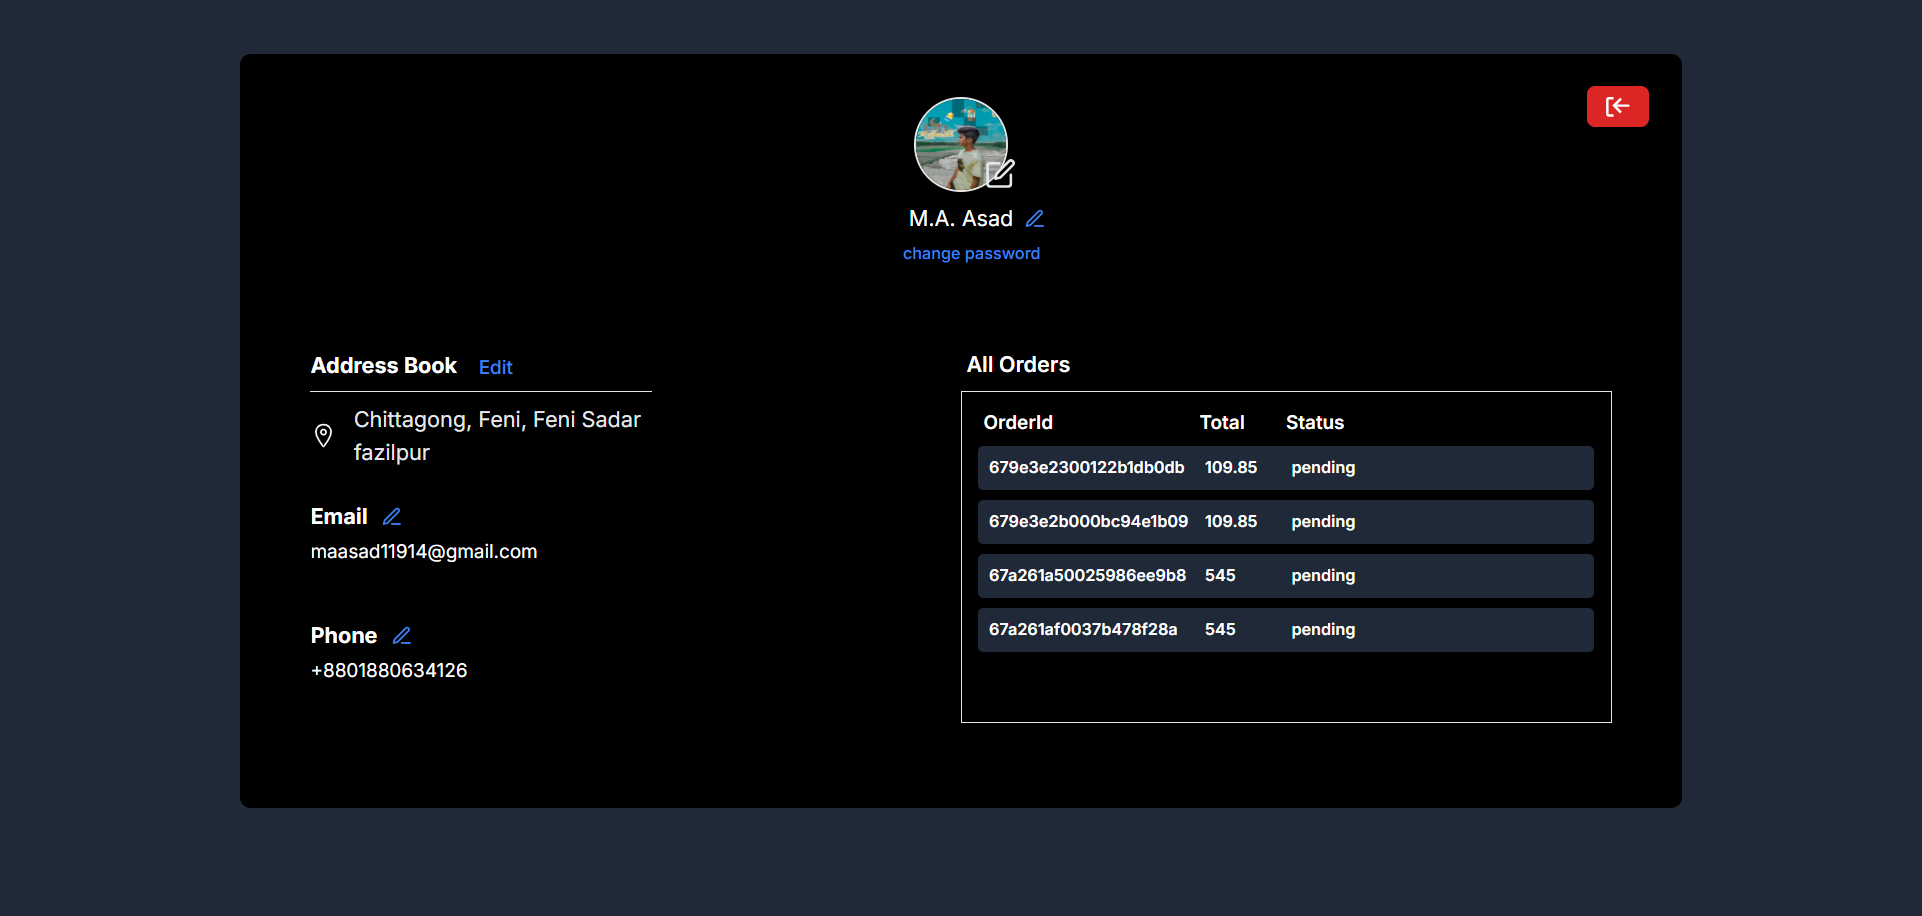 M.A. Asad
change password
Address Book Edit
Chittagong, Feni, Feni Sadar
fazilpur
Email
maasad11914@gmail.com
Phone
+8801880634126
All Orders
OrderId Total Status
679e3e2300122b1db0db 109.85 pending
679e3e2b000bc94e1b09 109.85 pending
67a261a50025986ee9b8 545 pending
67a261af0037b478f28a 545 pending